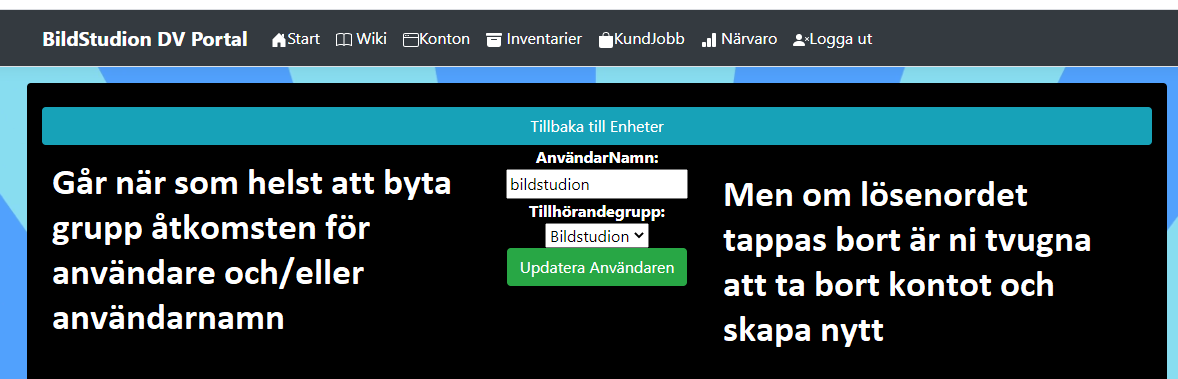 BildStudion DV Portal Start Wiki Konton Inventarier KundJobb Närvaro Logga ut
Tillbaka till Enheter
AnvändarNamn:
bildstudion
Tillhörandegrupp:
Bildstudion
Updatera Användaren
Går när som helst att byta
grupp åtkomsten för
användare och/eller
användarnamn
Men om lösenordet
tappas bort är ni tvugna
att ta bort kontot och
skapa nytt